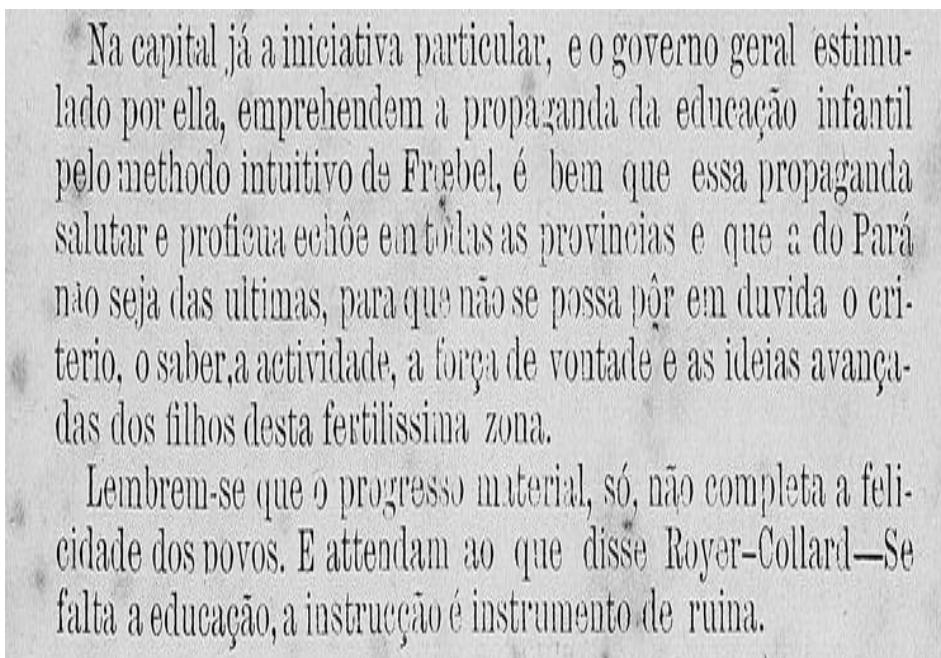 Na capital já a iniciativa particular, e o governo geral estimu-
lado por ella, emprehendem a propaganda da educação infantil
pelo methodo intuitivo de Frœbel, é bem que essa propaganda
salutar e proficua echôe em todas as provincias e que a do Pará
não seja das ultimas, para que não se possa pôr em duvida o cri-
terio, o saber, a actividade, a força de vontade e as ideias avança-
das dos filhos desta fertilissima zona.
Lembrem-se que o progresso material, só, não completa a feli-
cidade dos povos. E attendam ao que disse Royer-Collard—Se
falta a educação, a instrucção é instrumento de ruina.